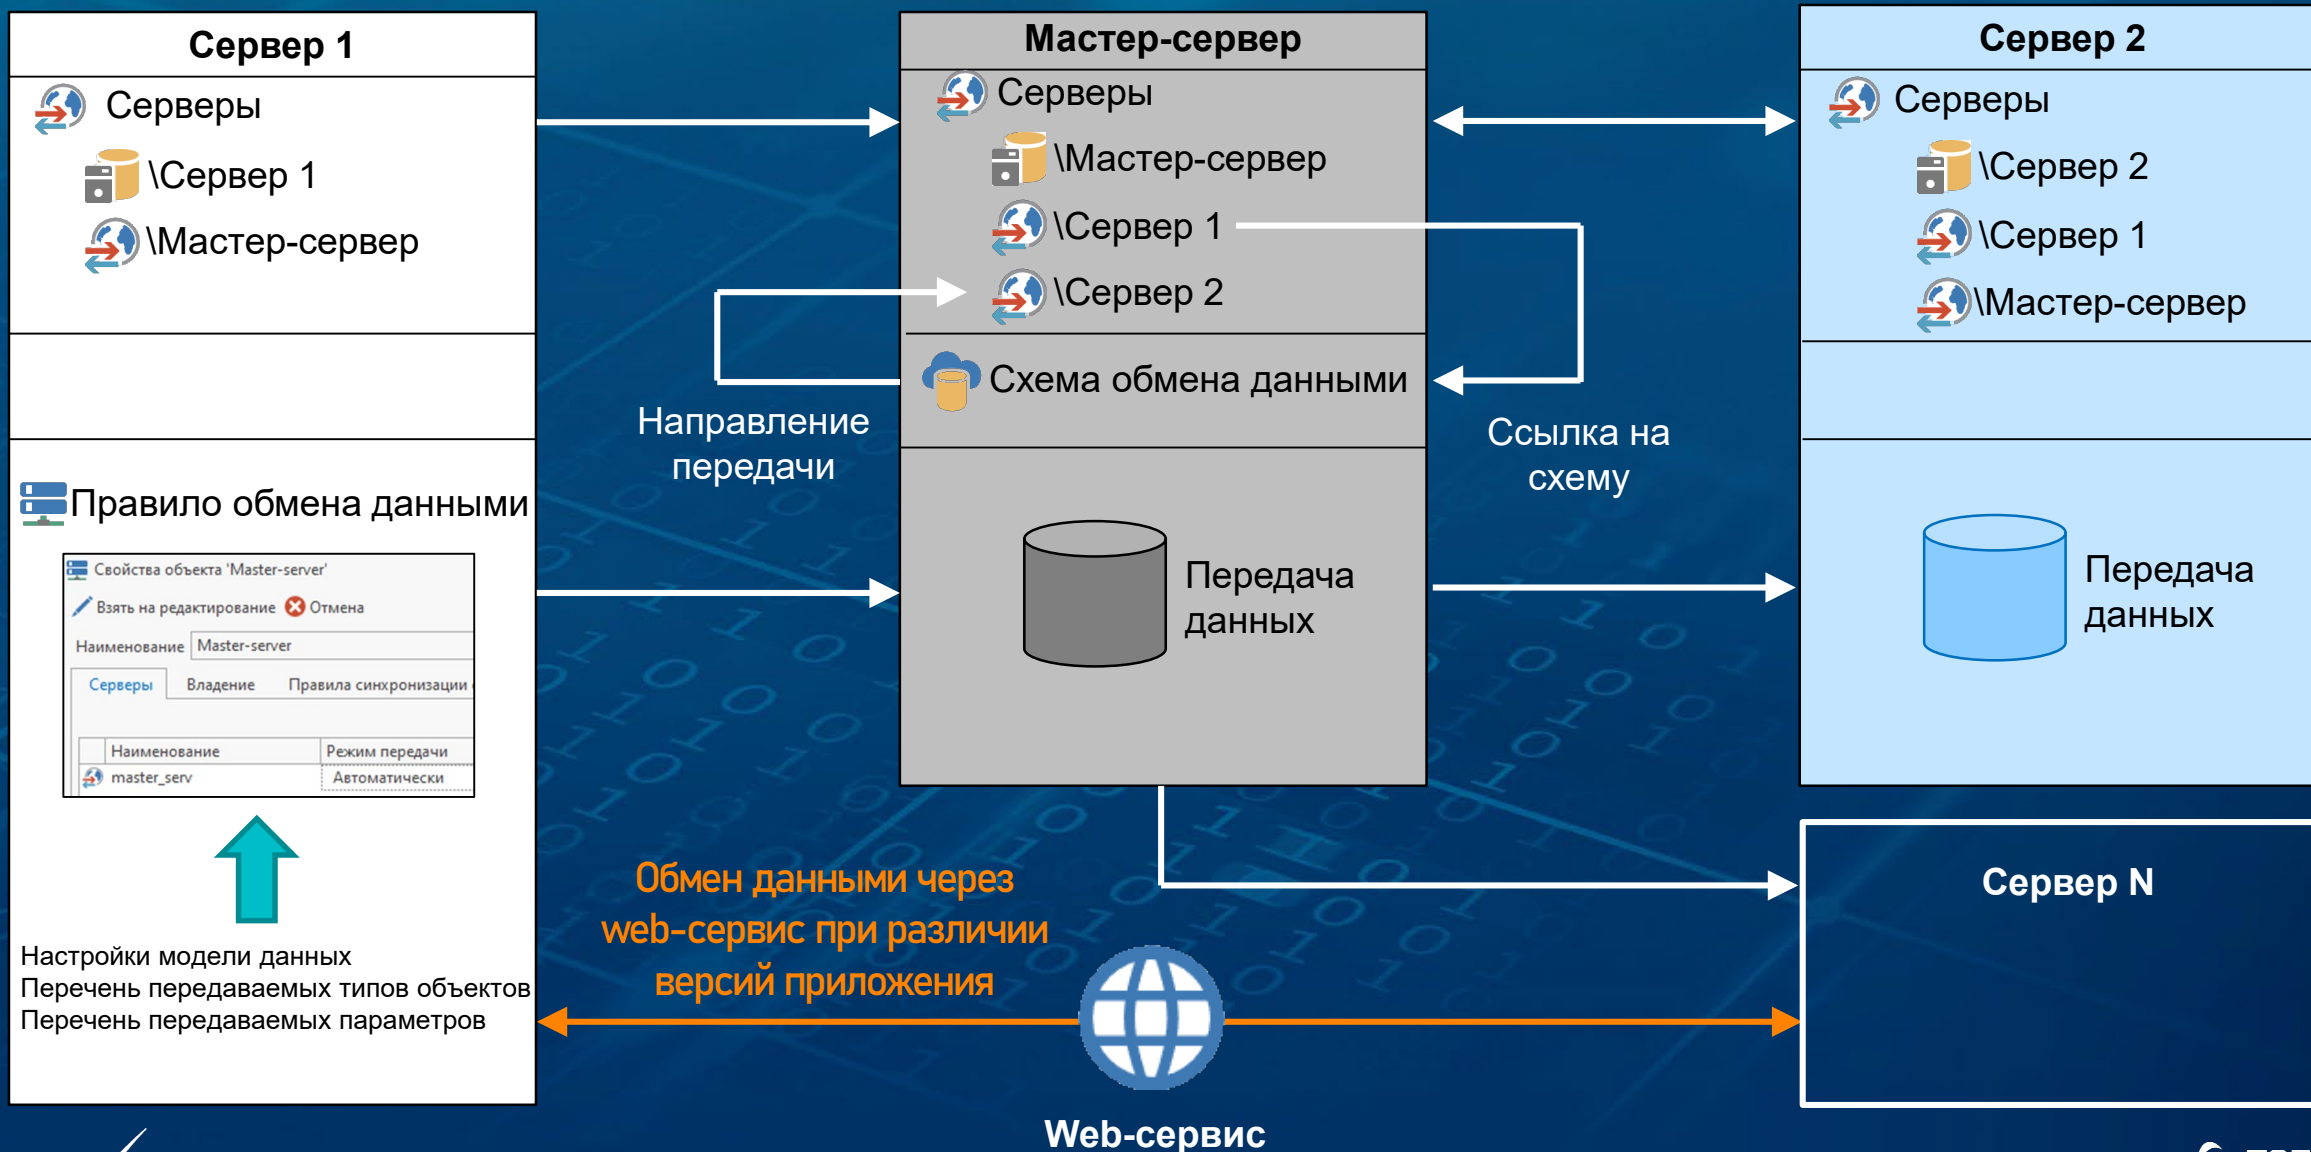 Сервер 1
Серверы
\Сервер 1
\Мастер-сервер
Правило обмена данными
Свойства объекта 'Master-server'
Взять на редактирование Отмена
Наименование Master-server
Серверы Владение Правила синхронизации
Наименование Режим передачи
master_serv Автоматически
Настройки модели данных
Перечень передаваемых типов объектов
Перечень передаваемых параметров
Направление
передачи
Мастер-сервер
Серверы
\Мастер-сервер
\Сервер 1
\Сервер 2
Схема обмена данными
Передача
данных
Ссылка на
схему
Сервер 2
Серверы
\Сервер 2
\Сервер 1
\Мастер-сервер
Передача
данных
Обмен данными через
web-сервис при различии
версий приложения
Web-сервис
Сервер N